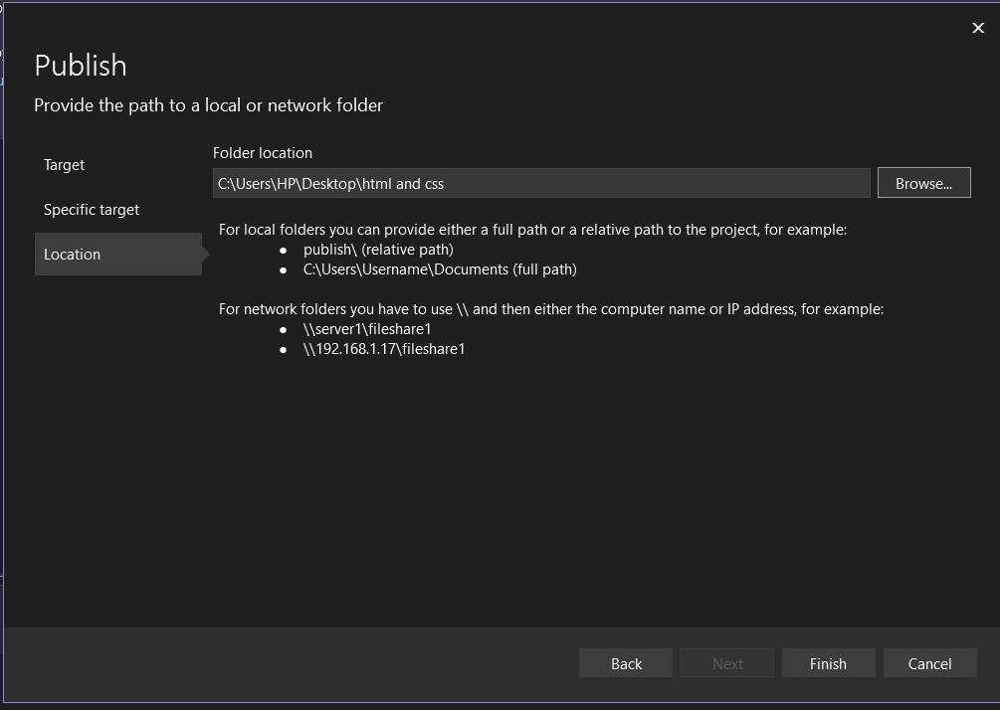 Publish
Provide the path to a local or network folder
Target
Specific target
Location
Folder location
C:\Users\HP\Desktop\html and css
Browse...
For local folders you can provide either a full path or a relative path to the project, for example:
● publish\ (relative path)
● C:\Users\Username\Documents (full path)
For network folders you have to use \\ and then either the computer name or IP address, for example:
● \\server1\fileshare1
● \\192.168.1.17\fileshare1
Back
Next
Finish
Cancel